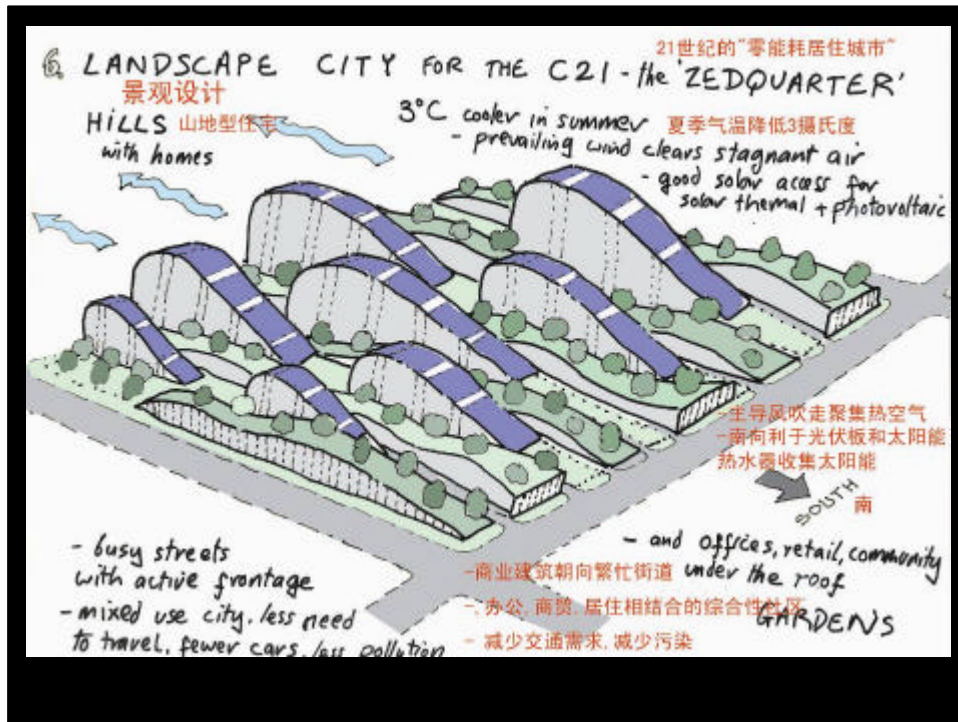 6. LANDSCAPE CITY FOR THE C21 - the 'ZEDQUARTER'
21世纪的"零能耗居住城市"
景观设计
HILLS 山地型住宅
with homes
3°C cooler in summer 夏季气温降低3摄氏度
- prevailing wind clears stagnant air
- good solar access for
solar thermal + photovoltaic
-主导风吹走聚集热空气
-南向利于光伏板和太阳能
热水器收集太阳能
SOUTH 南
- busy streets
with active frontage
- mixed use city, less need
to travel, fewer cars, less pollution
- and offices, retail, community
under the roof
GARDENS
-商业建筑朝向繁忙街道
-, 办公, 商贸, 居住相结合的综合性社区
- 减少交通需求, 减少污染